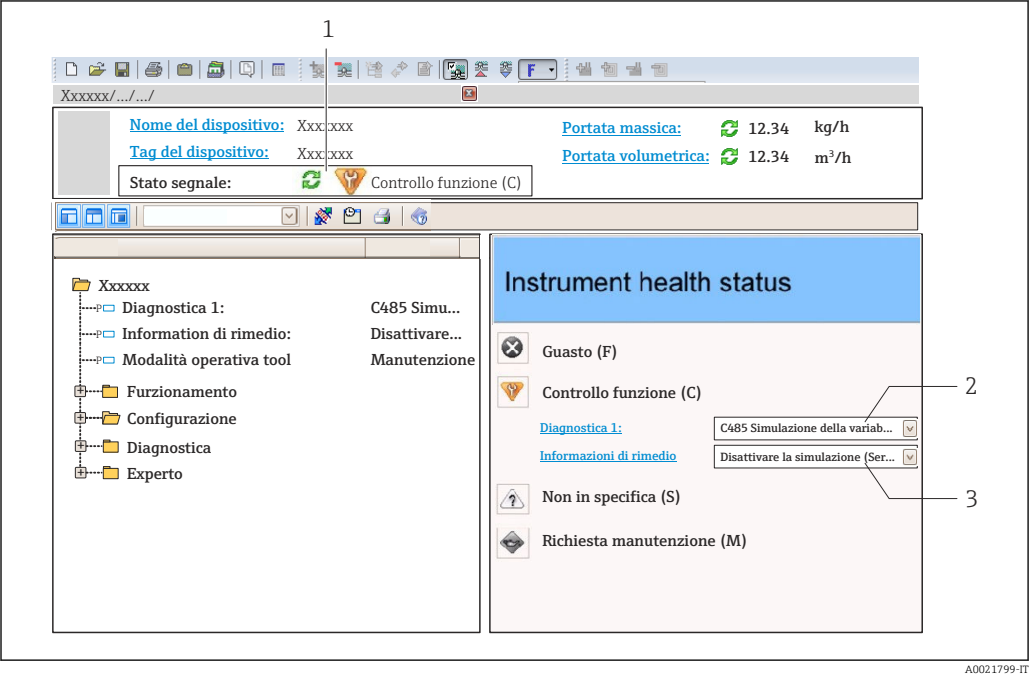 1
F
Xxxxxx/.../.../
Nome del dispositivo: Xxxxxxx
Portata massica: 12.34 kg/h
Tag del dispositivo: Xxxxxxx
Portata volumetrica: 12.34 m³/h
Stato segnale: Controllo funzione (C)
Xxxxxx
Diagnostica 1: C485 Simu...
Information di rimedio: Disattivare...
Modalità operativa tool Manutenzione
Furzionamento
Configurazione
Diagnostica
Experto
Instrument health status
Guasto (F)
Controllo funzione (C)
2
Diagnostica 1: C485 Simulazione della variab...
Informazioni di rimedio Disattivare la simulazione (Ser...
3
Non in specifica (S)
Richiesta manutenzione (M)
A0021799-IT